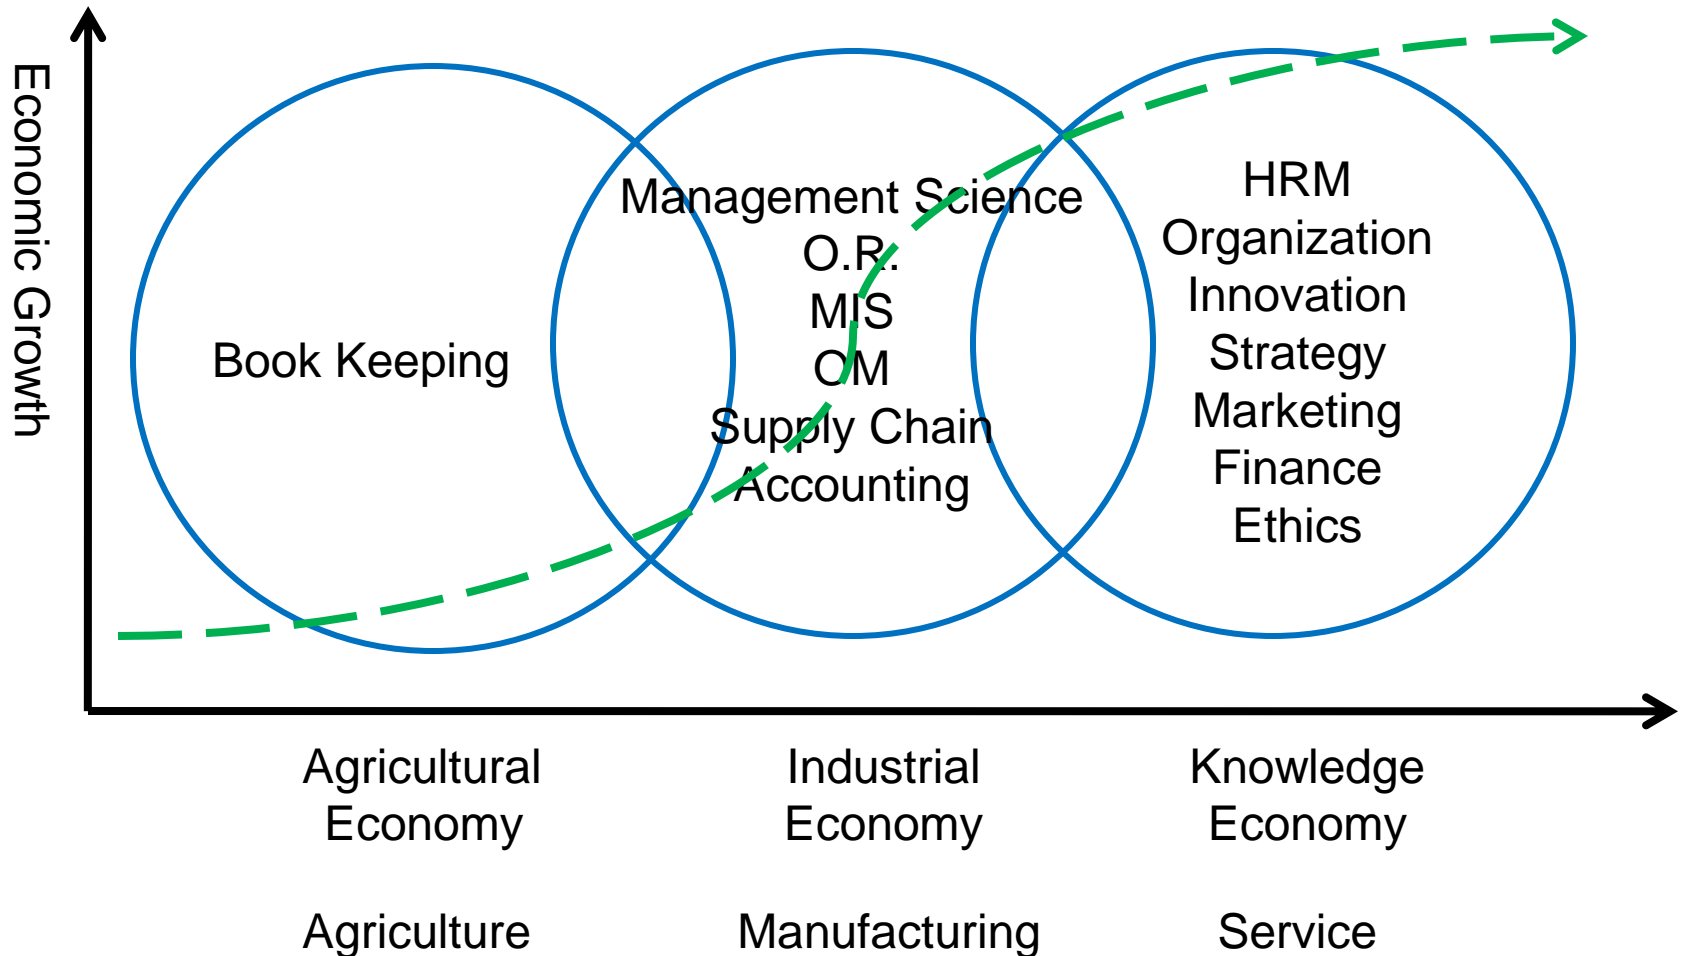 Economic Growth
Book Keeping
Management Science
O.R.
MIS
OM
Supply Chain
Accounting
HRM
Organization
Innovation
Strategy
Marketing
Finance
Ethics
Agricultural
Economy
Industrial
Economy
Knowledge
Economy
Agriculture
Manufacturing
Service